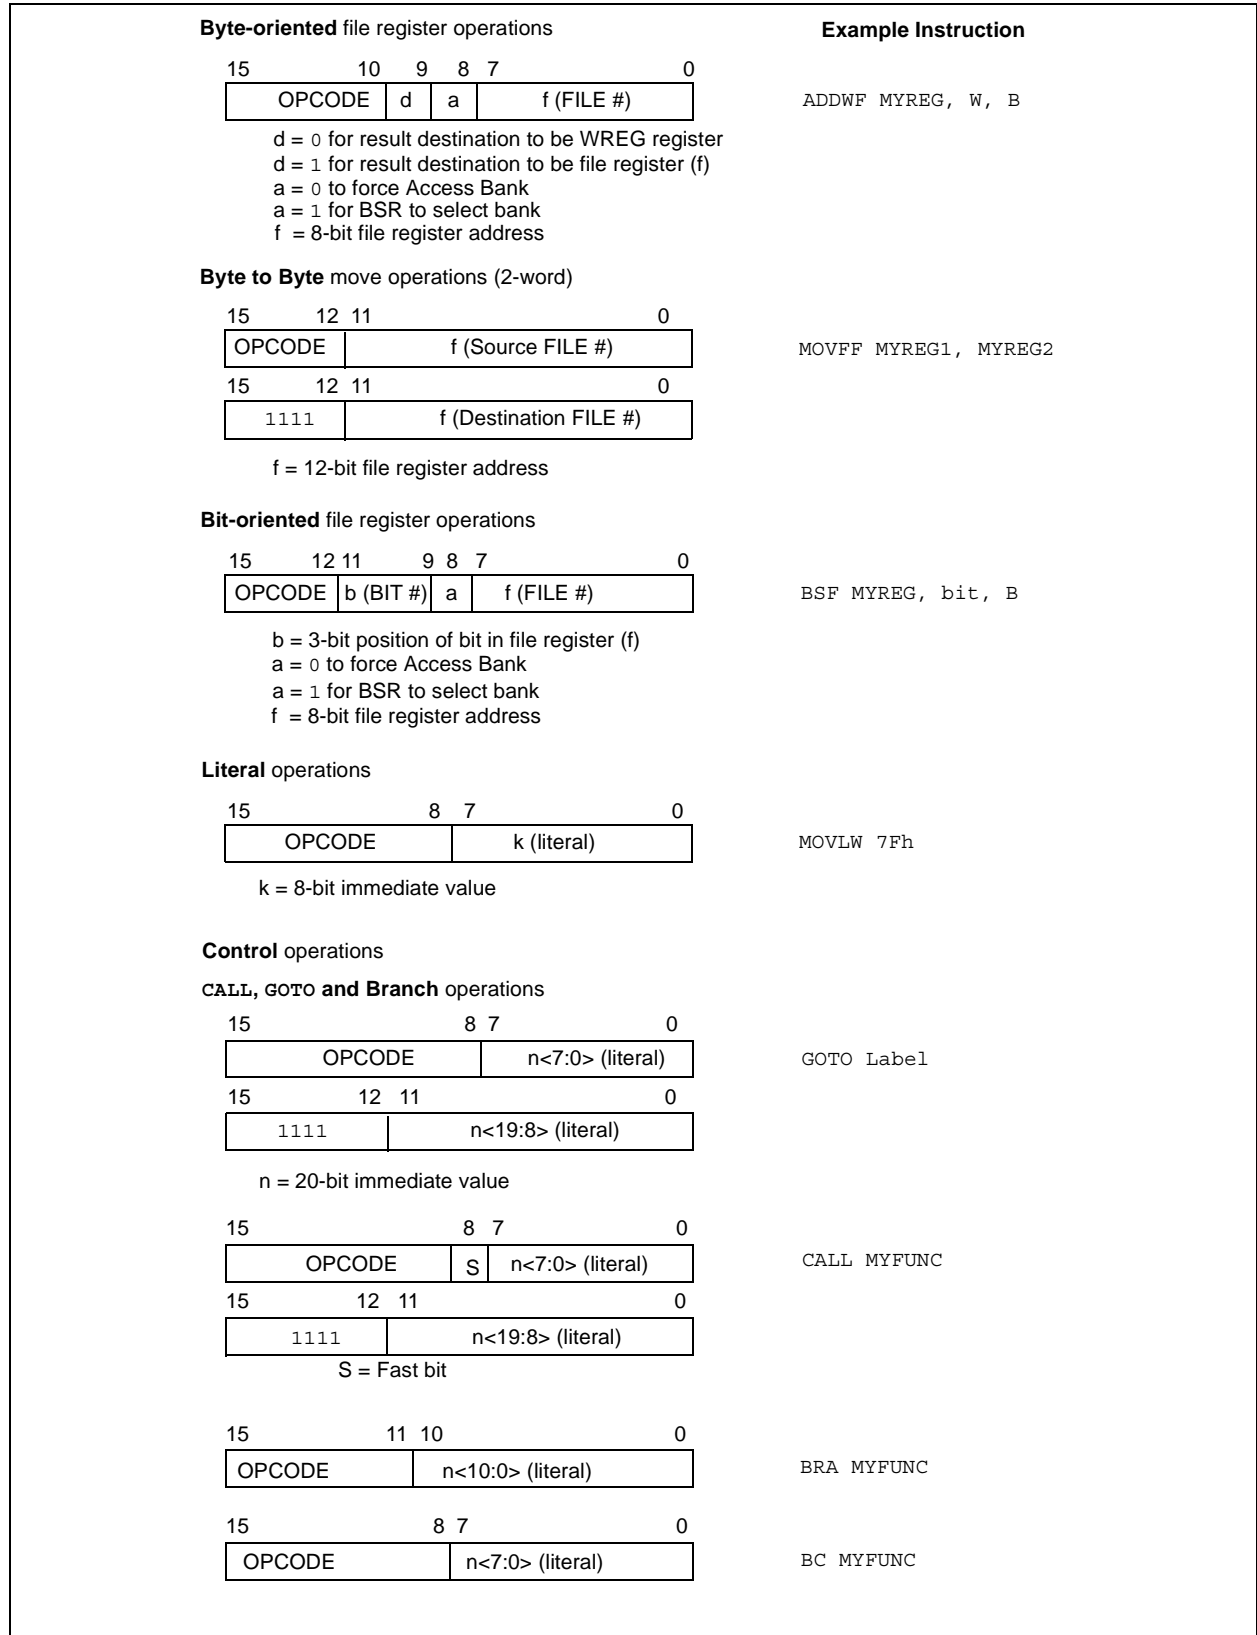 Byte-oriented file register operations    Example Instruction
15 10 9 8 7 0
OPCODE d a f (FILE #)    ADDWF MYREG, W, B
d = 0 for result destination to be WREG register
d = 1 for result destination to be file register (f)
a = 0 to force Access Bank
a = 1 for BSR to select bank
f = 8-bit file register address
Byte to Byte move operations (2-word)
15 12 11 0
OPCODE f (Source FILE #)    MOVFF MYREG1, MYREG2
15 12 11 0
1111 f (Destination FILE #)
f = 12-bit file register address
Bit-oriented file register operations
15 12 11 9 8 7 0
OPCODE b (BIT #) a f (FILE #)    BSF MYREG, bit, B
b = 3-bit position of bit in file register (f)
a = 0 to force Access Bank
a = 1 for BSR to select bank
f = 8-bit file register address
Literal operations
15 8 7 0
OPCODE k (literal)    MOVLW 7Fh
k = 8-bit immediate value
Control operations
CALL, GOTO and Branch operations
15 8 7 0
OPCODE n<7:0> (literal)    GOTO Label
15 12 11 0
1111 n<19:8> (literal)
n = 20-bit immediate value
15 8 7 0
OPCODE S n<7:0> (literal)    CALL MYFUNC
15 12 11 0
1111 n<19:8> (literal)
S = Fast bit
15 11 10 0
OPCODE n<10:0> (literal)    BRA MYFUNC
15 8 7 0
OPCODE n<7:0> (literal)    BC MYFUNC